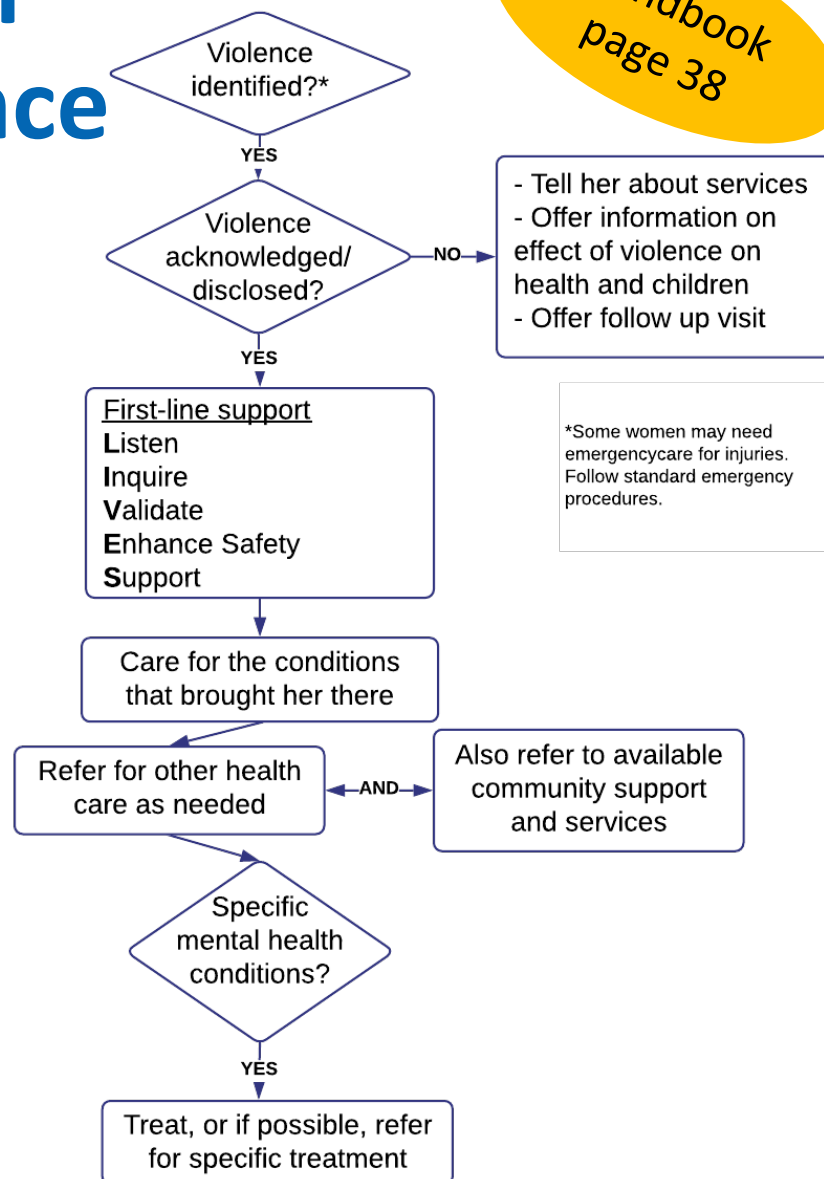 nce
page 38
Violence
identified?*
YES
Violence
acknowledged/
disclosed?
NO
- Tell her about services
- Offer information on
effect of violence on
health and children
- Offer follow up visit
YES
First-line support
Listen
Inquire
Validate
Enhance Safety
Support
*Some women may need
emergencycare for injuries.
Follow standard emergency
procedures.
Care for the conditions
that brought her there
Refer for other health
care as needed
AND
Also refer to available
community support
and services
Specific
mental health
conditions?
YES
Treat, or if possible, refer
for specific treatment